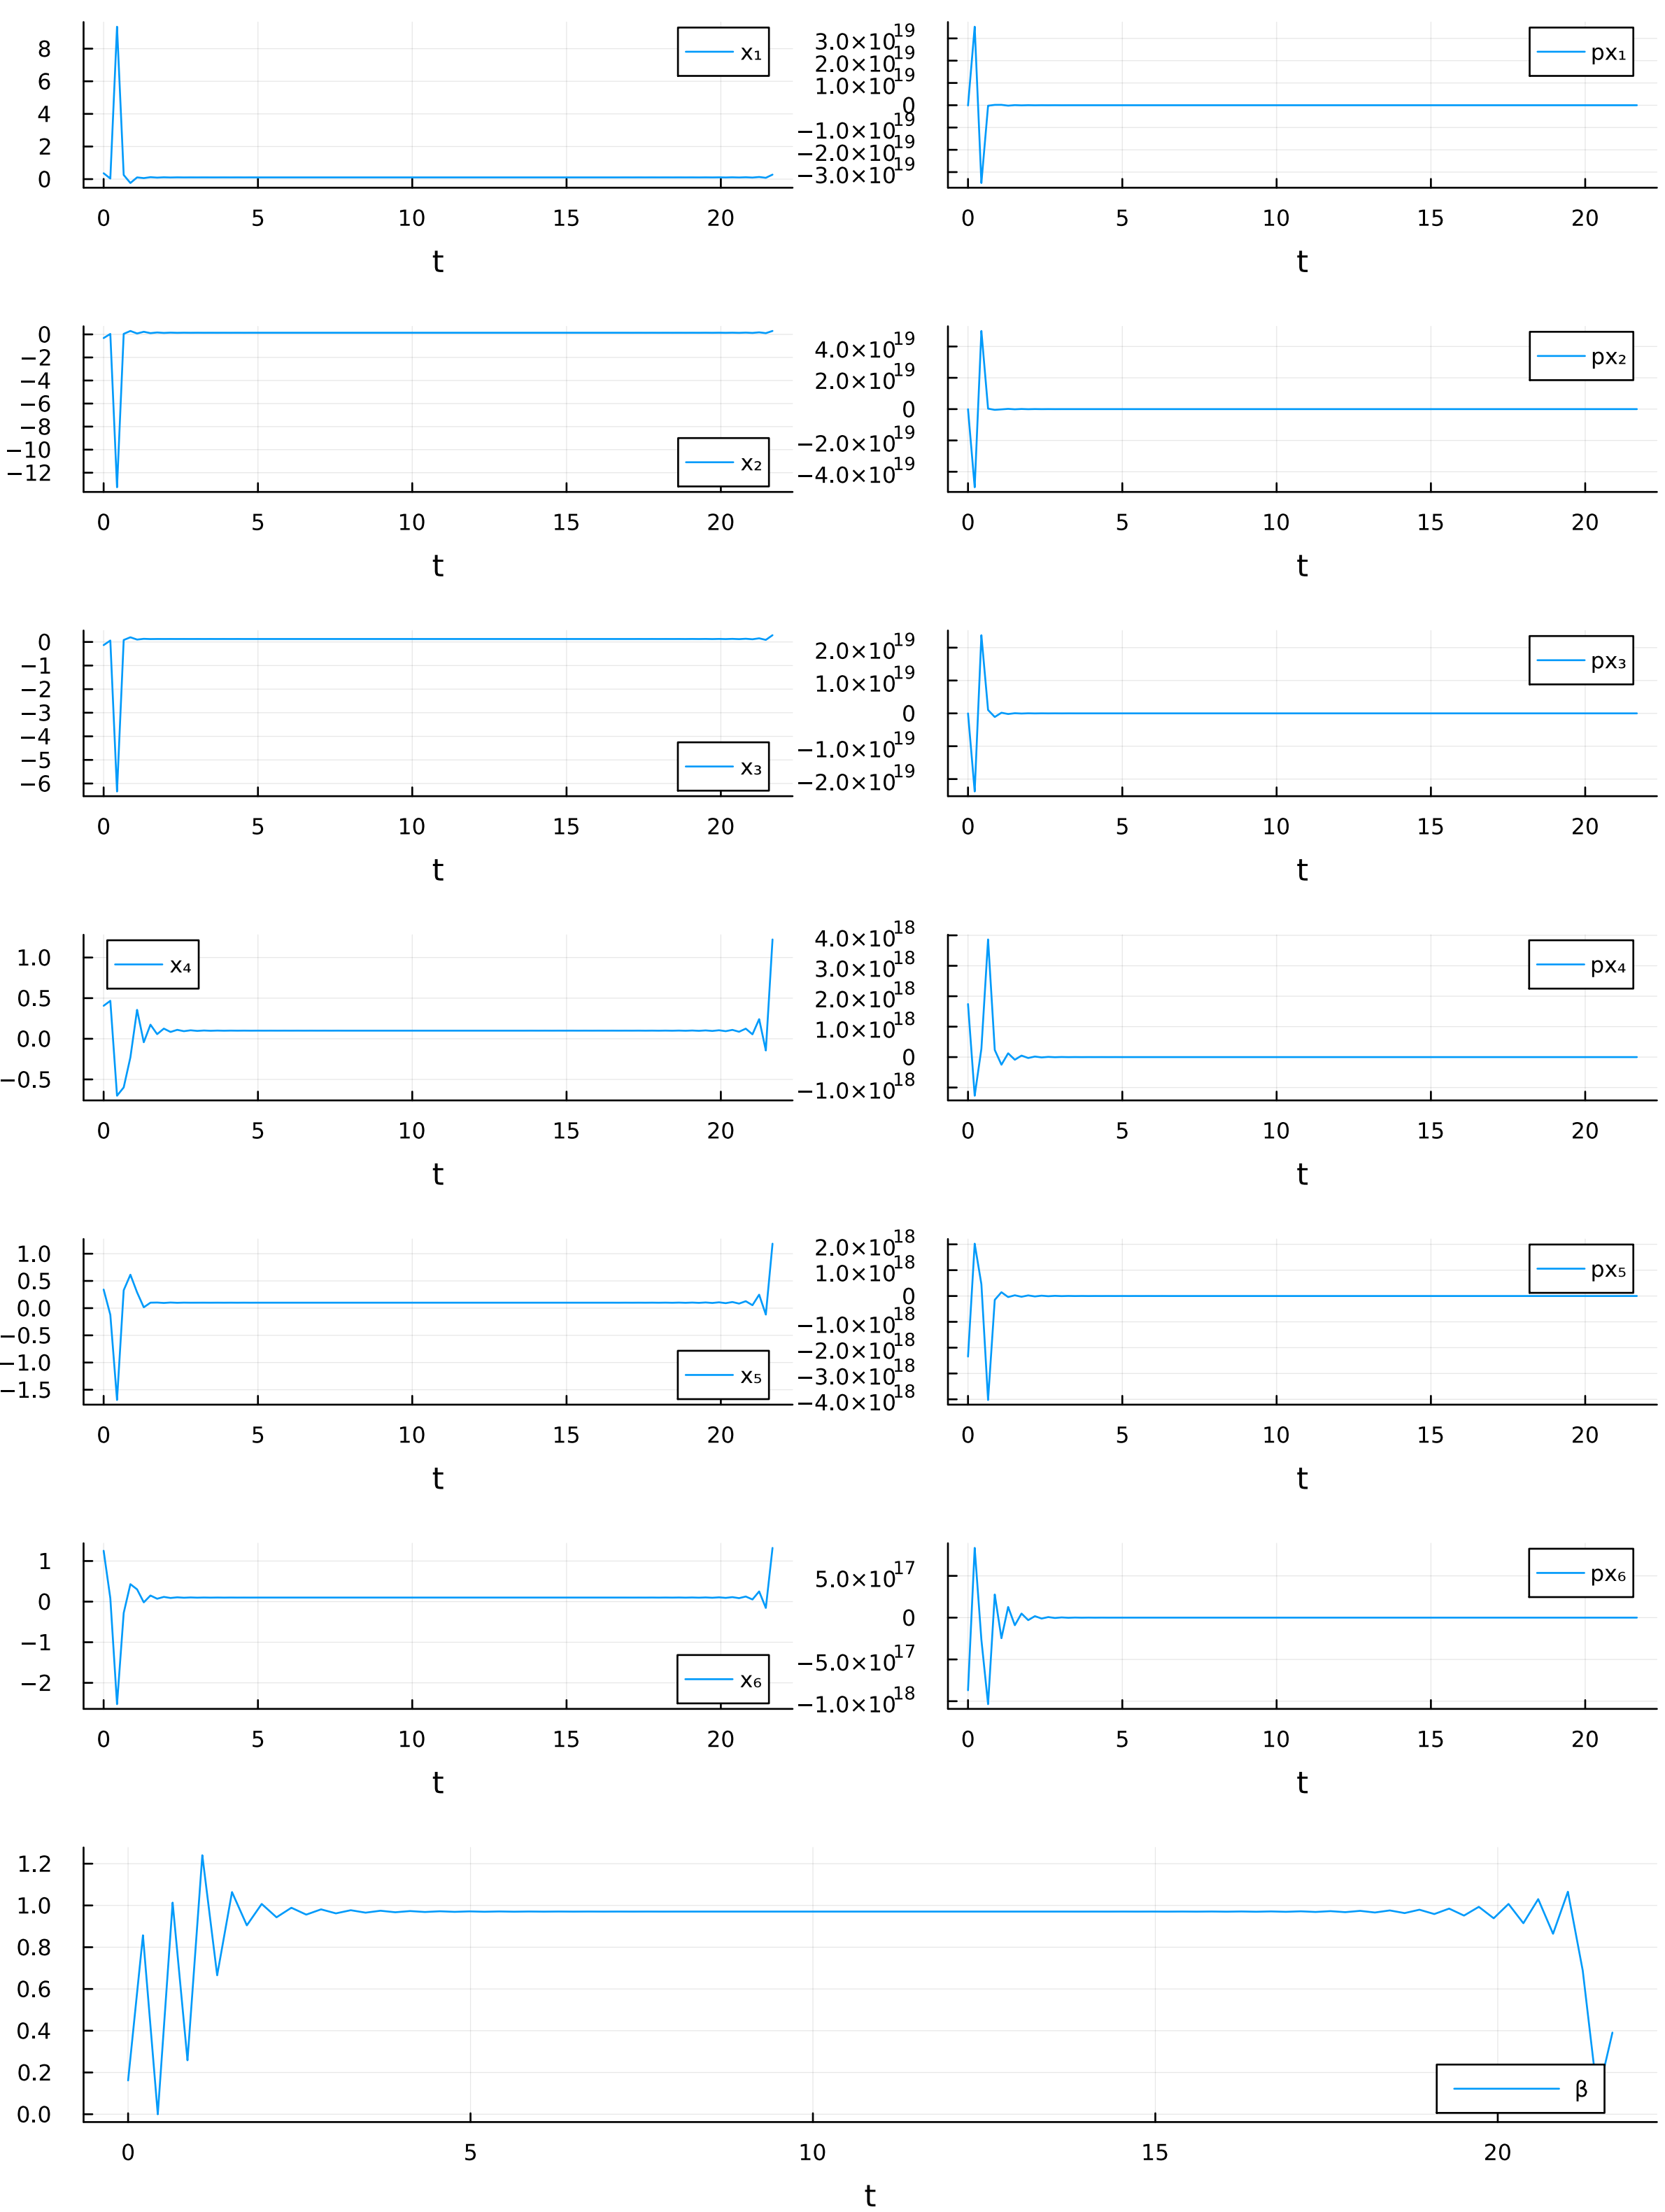 8
6
4
2
0
x₁
0 5 10 15 20
t
3.0×10¹⁹
2.0×10¹⁹
1.0×10¹⁹
0
−1.0×10¹⁹
−2.0×10¹⁹
−3.0×10¹⁹
px₁
0 5 10 15 20
t
0
−2
−4
−6
−8
−10
−12
x₂
0 5 10 15 20
t
4.0×10¹⁹
2.0×10¹⁹
0
−2.0×10¹⁹
−4.0×10¹⁹
px₂
0 5 10 15 20
t
0
−1
−2
−3
−4
−5
−6
x₃
0 5 10 15 20
t
2.0×10¹⁹
1.0×10¹⁹
0
−1.0×10¹⁹
−2.0×10¹⁹
px₃
0 5 10 15 20
t
1.0
0.5
0.0
−0.5
x₄
0 5 10 15 20
t
4.0×10¹⁸
3.0×10¹⁸
2.0×10¹⁸
1.0×10¹⁸
0
−1.0×10¹⁸
px₄
0 5 10 15 20
t
1.0
0.5
0.0
−0.5
−1.0
−1.5
x₅
0 5 10 15 20
t
2.0×10¹⁸
1.0×10¹⁸
0
−1.0×10¹⁸
−2.0×10¹⁸
−3.0×10¹⁸
−4.0×10¹⁸
px₅
0 5 10 15 20
t
1
0
−1
−2
x₆
0 5 10 15 20
t
5.0×10¹⁷
0
−5.0×10¹⁷
−1.0×10¹⁸
px₆
0 5 10 15 20
t
1.2
1.0
0.8
0.6
0.4
0.2
0.0
β
0 5 10 15 20
t